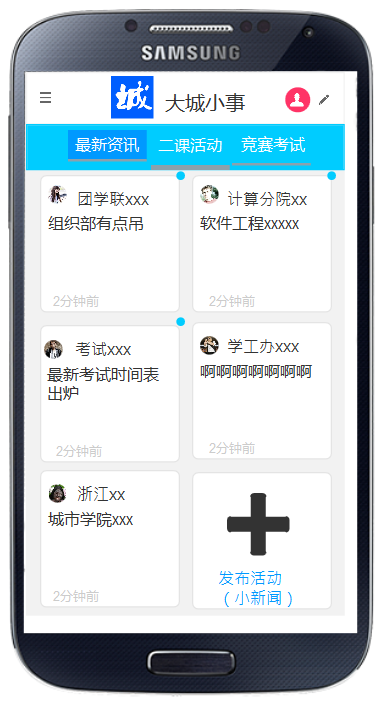 SAMSUNG
城 大城小事
最新资讯 二课活动 竞赛考试
团学联xxx
组织部有点吊
2分钟前
计算分院xx
软件工程xxxxx
2分钟前
考试xxx
最新考试时间表
出炉
2分钟前
学工办xxx
啊啊啊啊啊啊啊
2分钟前
浙江xx
城市学院xxx
2分钟前
发布活动
（小新闻）